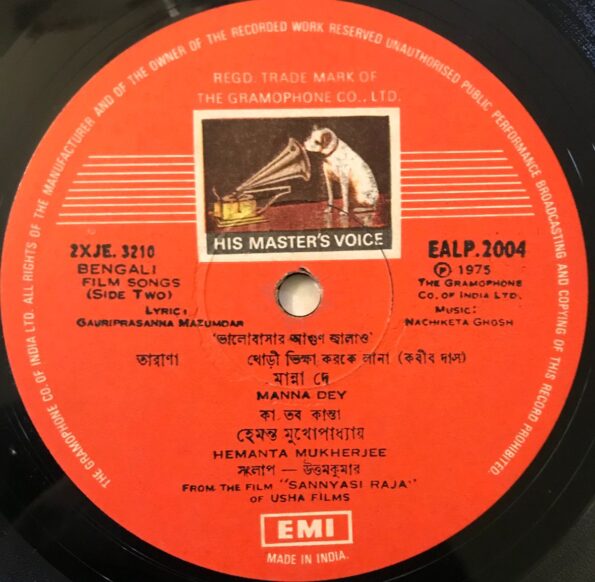 THE GRAMOPHONE CO. OF INDIA LTD. ALL RIGHTS OF THE MANUFACTURER AND OF THE OWNER OF THE RECORDED WORK RESERVED UNAUTHORISED PUBLIC PERFORMANCE BROADCASTING AND COPYING OF THIS RECORD PROHIBITED.
REGD. TRADE MARK OF
THE GRAMOPHONE CO., LTD.
HIS MASTER'S VOICE
2XJE. 3210
BENGALI
FILM SONGS
(SIDE TWO)
LYRIC:
GAURIPRASANNA MAZUMDAR
EALP.2004
Ⓟ 1975
THE GRAMOPHONE
CO. OF INDIA LTD.
MUSIC:
NACHIKETA GHOSH
'ভালোবাসার আগুণ জালাও'
তারাণা থোড়ী ভিক্ষা করকে লানা (কবীর দাস)
মান্না দে
MANNA DEY
কা তব কান্তা
হেমন্ত মুখোপাধ্যায়
HEMANTA MUKHERJEE
সংলাপ — উত্তমকুমার
FROM THE FILM "SANNYASI RAJA"
OF USHA FILMS
EMI
MADE IN INDIA.